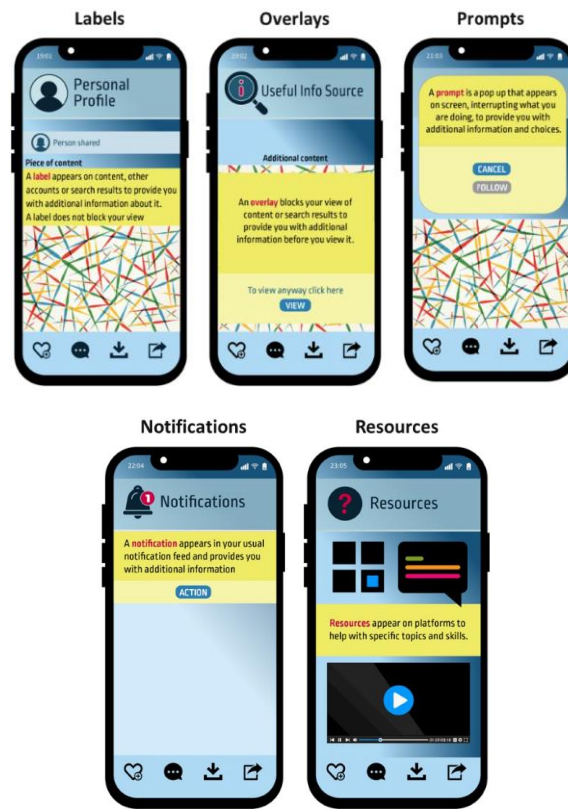 Labels
Overlays
Prompts
19:01
Personal
Profile
Person shared
Piece of content
A label appears on content, other
accounts or search results to provide you
with additional information about it.
A label does not block your view
20:02
i
Useful Info Source
Additional content
An overlay blocks your view of
content or search results to
provide you with additional
information before you view it.
To view anyway click here
VIEW
21:03
A prompt is a pop up that appears
on screen, interrupting what you
are doing, to provide you with
additional information and choices.
CANCEL
FOLLOW
Notifications
Resources
22:04
1
Notifications
A notification appears in your usual
notification feed and provides you
with additional information
ACTION
23:05
?
Resources
Resources appear on platforms to
help with specific topics and skills.